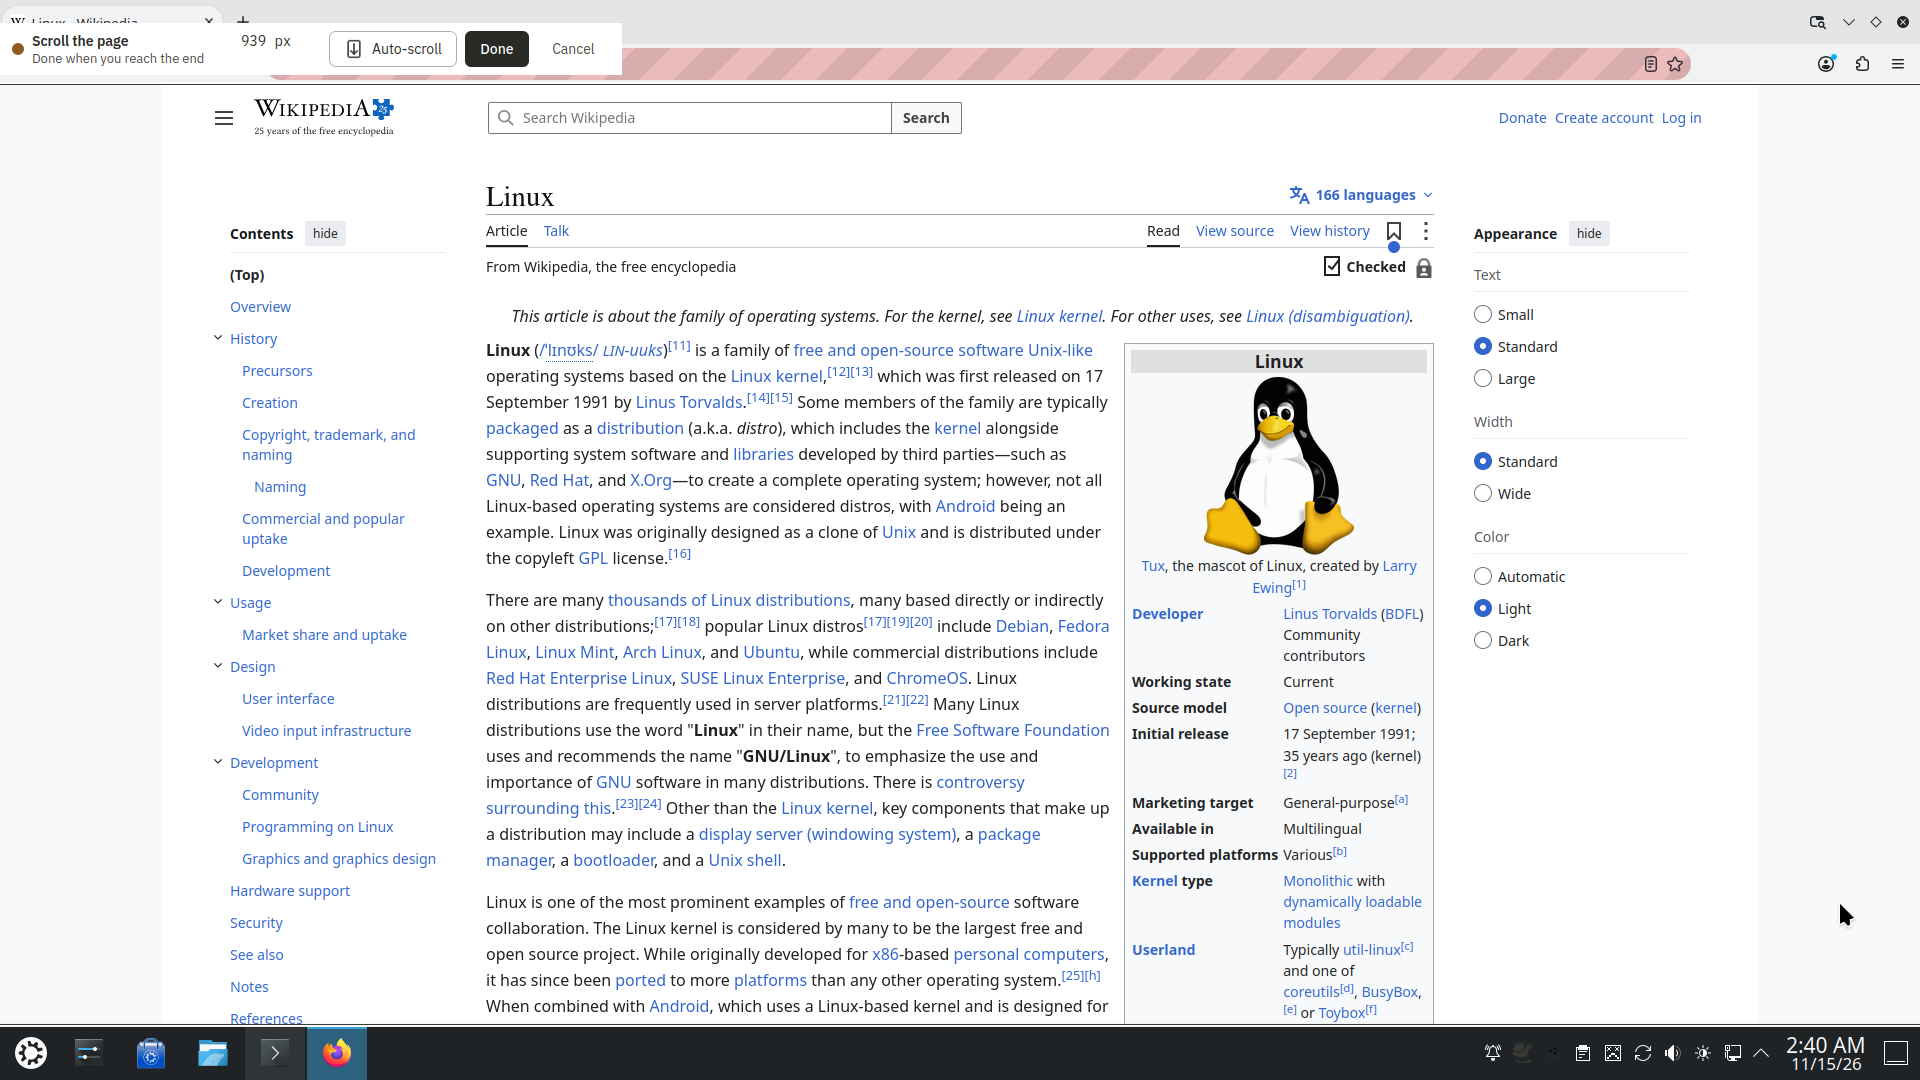 Linux - Wikipedia
Scroll the page
Done when you reach the end
939 px
Auto-scroll
Done
Cancel
WIKIPEDIA 25
25 years of the free encyclopedia
Search Wikipedia
Search
Donate Create account Log in
Contents hide
(Top)
Overview
History
Precursors
Creation
Copyright, trademark, and
naming
Naming
Commercial and popular
uptake
Development
Usage
Market share and uptake
Design
User interface
Video input infrastructure
Development
Community
Programming on Linux
Graphics and graphics design
Hardware support
Security
See also
Notes
References
Linux
166 languages
Article Talk
Read View source View history
From Wikipedia, the free encyclopedia
Checked
This article is about the family of operating systems. For the kernel, see Linux kernel. For other uses, see Linux (disambiguation).
Linux (/ˈlɪnʊks/ LIN-uuks)[11] is a family of free and open-source software Unix-like
operating systems based on the Linux kernel,[12][13] which was first released on 17
September 1991 by Linus Torvalds.[14][15] Some members of the family are typically
packaged as a distribution (a.k.a. distro), which includes the kernel alongside
supporting system software and libraries developed by third parties—such as
GNU, Red Hat, and X.Org—to create a complete operating system; however, not all
Linux-based operating systems are considered distros, with Android being an
example. Linux was originally designed as a clone of Unix and is distributed under
the copyleft GPL license.[16]
There are many thousands of Linux distributions, many based directly or indirectly
on other distributions;[17][18] popular Linux distros[17][19][20] include Debian, Fedora
Linux, Linux Mint, Arch Linux, and Ubuntu, while commercial distributions include
Red Hat Enterprise Linux, SUSE Linux Enterprise, and ChromeOS. Linux
distributions are frequently used in server platforms.[21][22] Many Linux
distributions use the word "Linux" in their name, but the Free Software Foundation
uses and recommends the name "GNU/Linux", to emphasize the use and
importance of GNU software in many distributions. There is controversy
surrounding this.[23][24] Other than the Linux kernel, key components that make up
a distribution may include a display server (windowing system), a package
manager, a bootloader, and a Unix shell.
Linux is one of the most prominent examples of free and open-source software
collaboration. The Linux kernel is considered by many to be the largest free and
open source project. While originally developed for x86-based personal computers,
it has since been ported to more platforms than any other operating system.[25][h]
When combined with Android, which uses a Linux-based kernel and is designed for
Linux
Tux, the mascot of Linux, created by Larry
Ewing[1]
Developer Linus Torvalds (BDFL)
Community
contributors
Working state Current
Source model Open source (kernel)
Initial release 17 September 1991;
35 years ago (kernel)
[2]
Marketing target General-purpose[a]
Available in Multilingual
Supported platforms Various[b]
Kernel type Monolithic with
dynamically loadable
modules
Userland Typically util-linux[c]
and one of
coreutils[d], BusyBox,
[e] or Toybox[f]
Appearance hide
Text
Small
Standard
Large
Width
Standard
Wide
Color
Automatic
Light
Dark
2:40 AM
11/15/26